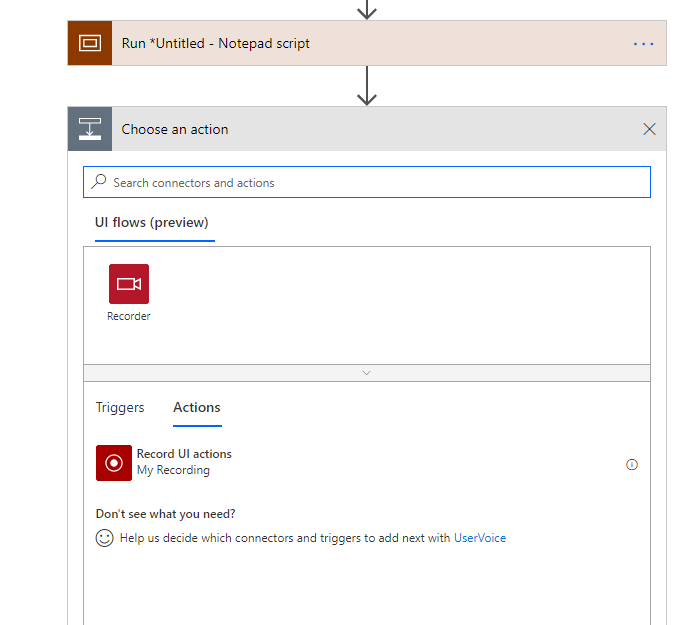 Run *Untitled - Notepad script
Choose an action
Search connectors and actions
UI flows (preview)
Recorder
Triggers Actions
Record UI actions
My Recording
Don't see what you need?
Help us decide which connectors and triggers to add next with UserVoice